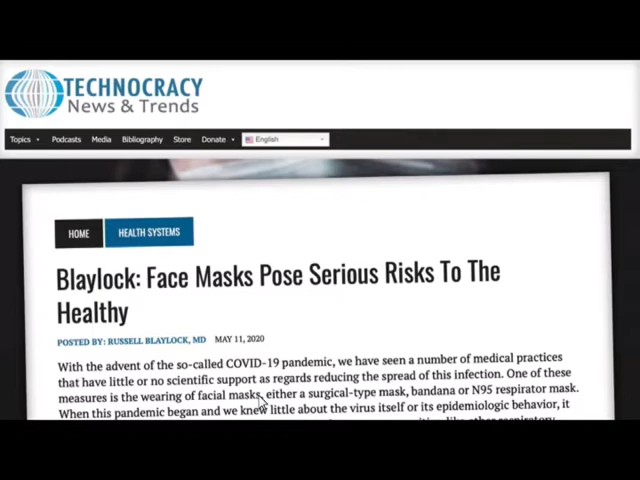 TECHNOCRACY
News & Trends
Topics Podcasts Media Bibliography Store Donate English
HOME HEALTH SYSTEMS
Blaylock: Face Masks Pose Serious Risks To The
Healthy
POSTED BY: RUSSELL BLAYLOCK, MD MAY 11, 2020
With the advent of the so-called COVID-19 pandemic, we have seen a number of medical practices
that have little or no scientific support as regards reducing the spread of this infection. One of these
measures is the wearing of facial masks, either a surgical-type mask, bandana or N95 respirator mask.
When this pandemic began and we knew little about the virus itself or its epidemiologic behavior, it